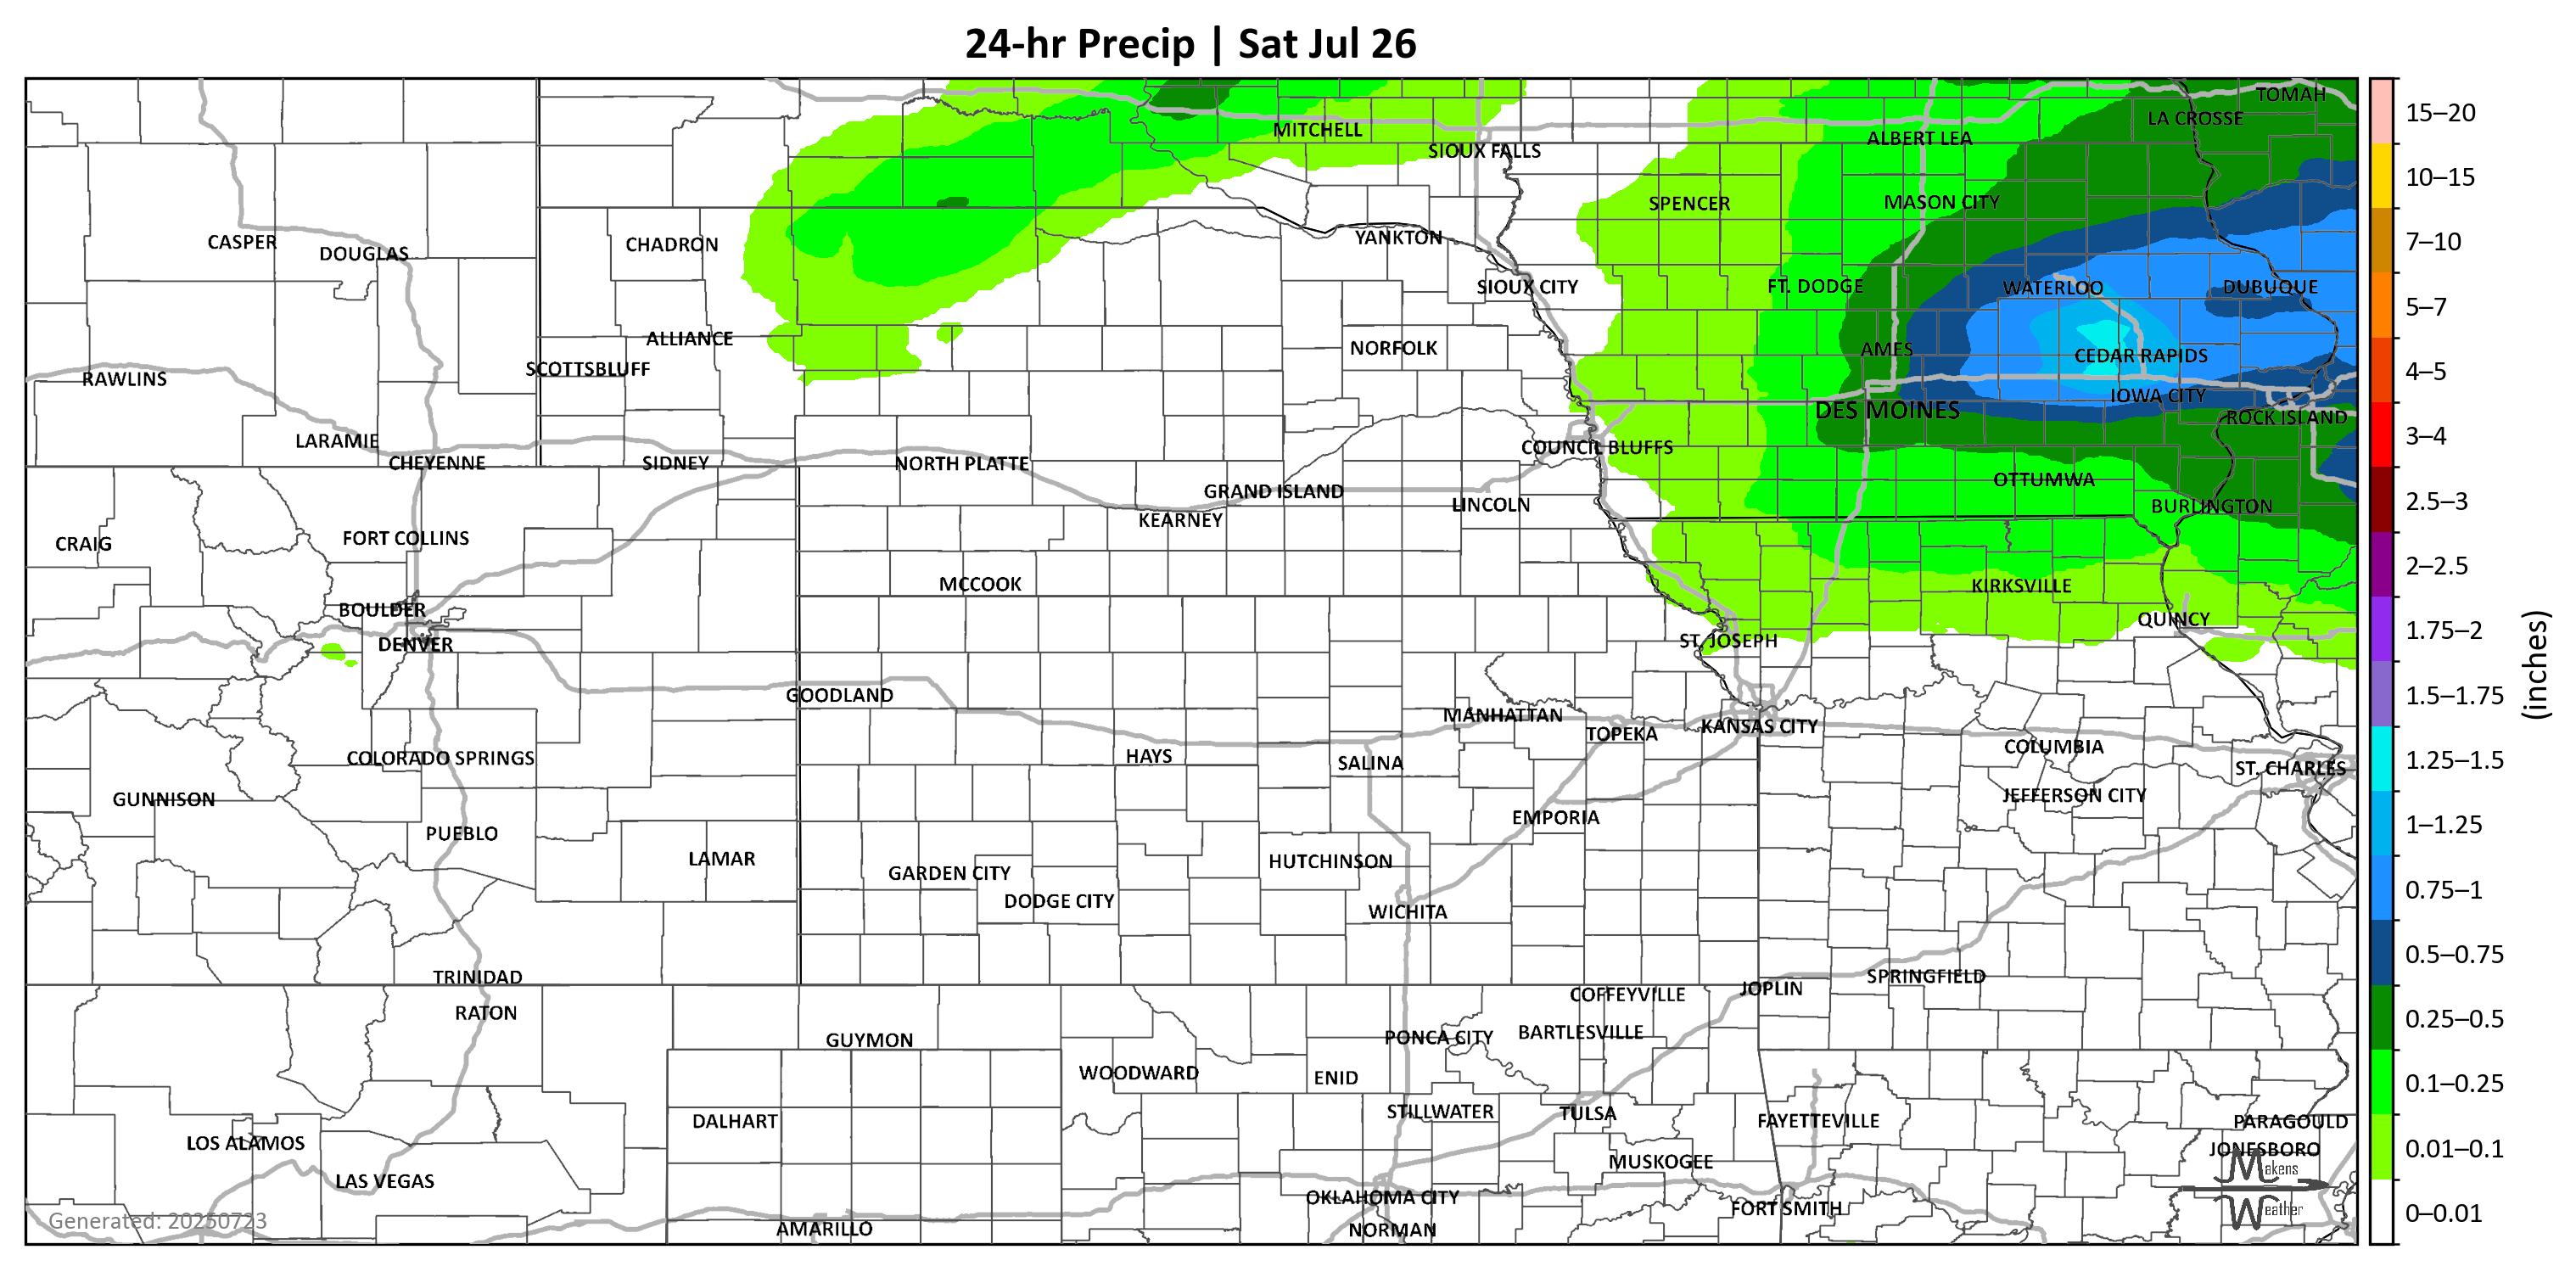 24-hr Precip | Sat Jul 26
TOMAH
LA CROSSE
MITCHELL
ALBERT LEA
SIOUX FALLS
SPENCER
MASON CITY
YANKTON
CASPER
CHADRON
DOUGLAS
SIOUX CITY
FT. DODGE
WATERLOO
DUBUQUE
ALLIANCE
NORFOLK
AMES
CEDAR RAPIDS
SCOTTSBLUFF
RAWLINS
IOWA CITY
DES MOINES
ROCK ISLAND
LARAMIE
COUNCIL BLUFFS
CHEYENNE
SIDNEY
NORTH PLATTE
OTTUMWA
GRAND ISLAND
LINCOLN
BURLINGTON
KEARNEY
FORT COLLINS
CRAIG
MCCOOK
KIRKSVILLE
BOULDER
QUINCY
DENVER
ST. JOSEPH
GOODLAND
MANHATTAN
KANSAS CITY
TOPEKA
COLUMBIA
HAYS
COLORADO SPRINGS
SALINA
ST. CHARLES
JEFFERSON CITY
GUNNISON
EMPORIA
PUEBLO
LAMAR
HUTCHINSON
GARDEN CITY
DODGE CITY
WICHITA
TRINIDAD
SPRINGFIELD
JOPLIN
COFFEYVILLE
RATON
BARTLESVILLE
PONCA CITY
GUYMON
WOODWARD
ENID
STILLWATER
TULSA
DALHART
FAYETTEVILLE
PARAGOULD
LOS ALAMOS
JONESBORO
MUSKOGEE
Makens
LAS VEGAS
OKLAHOMA CITY
FORT SMITH
Weather
Generated: 20250723
AMARILLO
NORMAN
15–20
10–15
7–10
5–7
4–5
3–4
2.5–3
2–2.5
1.75–2
1.5–1.75
1.25–1.5
1–1.25
0.75–1
0.5–0.75
0.25–0.5
0.1–0.25
0.01–0.1
0–0.01
(inches)